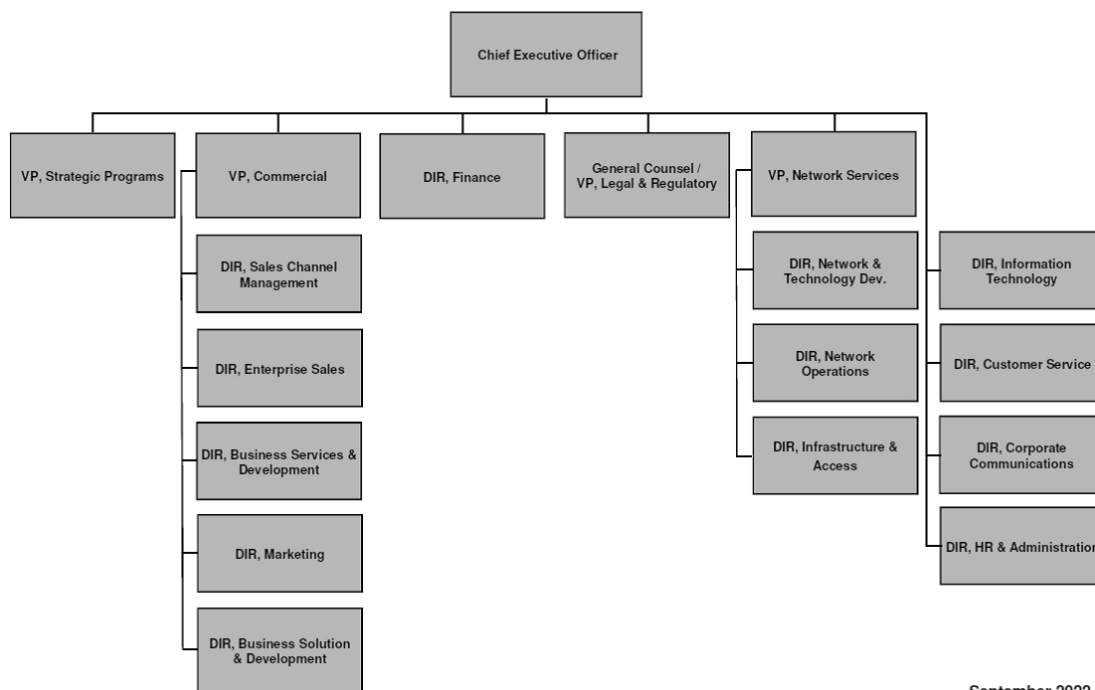 Chief Executive Officer
VP, Strategic Programs
VP, Commercial
DIR, Finance
General Counsel /
VP, Legal & Regulatory
VP, Network Services
DIR, Sales Channel
Management
DIR, Enterprise Sales
DIR, Business Services &
Development
DIR, Marketing
DIR, Business Solution
& Development
DIR, Network &
Technology Dev.
DIR, Network
Operations
DIR, Infrastructure &
Access
DIR, Information
Technology
DIR, Customer Service
DIR, Corporate
Communications
DIR, HR & Administration
September 2022